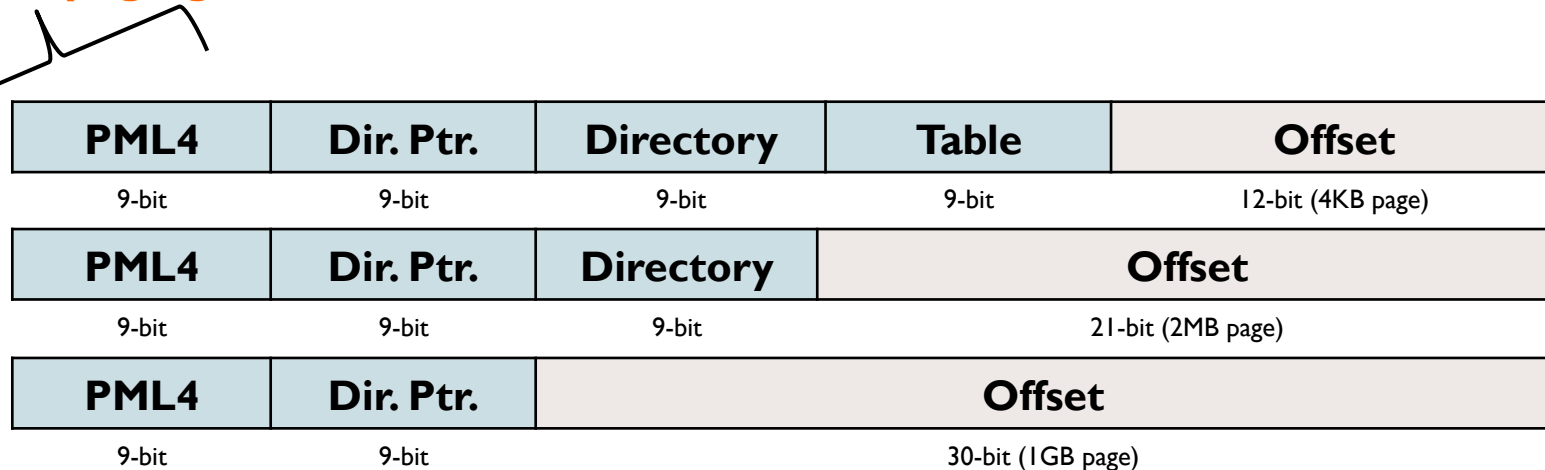 PML4 Dir. Ptr. Directory Table Offset
9-bit 9-bit 9-bit 9-bit 12-bit (4KB page)
PML4 Dir. Ptr. Directory Offset
9-bit 9-bit 9-bit 21-bit (2MB page)
PML4 Dir. Ptr. Offset
9-bit 9-bit 30-bit (1GB page)